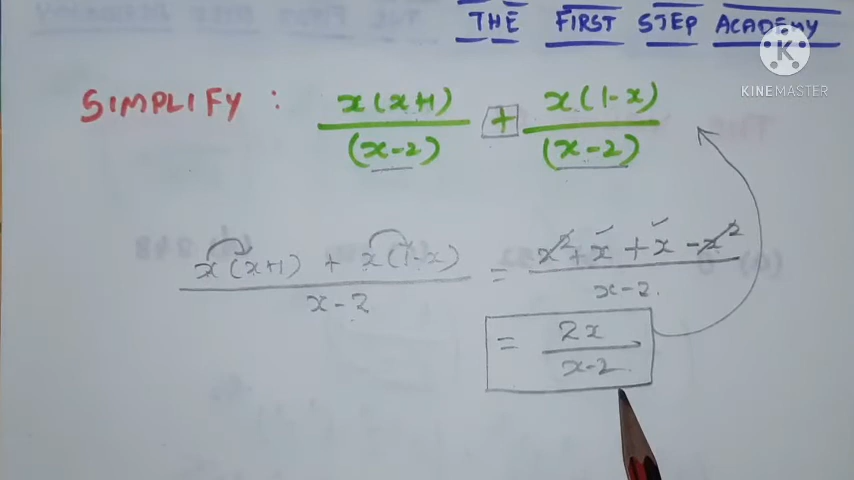 THE FIRST STEP ACADEMY
KINEMASTER
SIMPLIFY : x(x+1)/(x-2) + x(1-x)/(x-2)
x(x+1) + x(1-x)/x-2 = x²+x+x-x²/x-2
= 2x/x-2